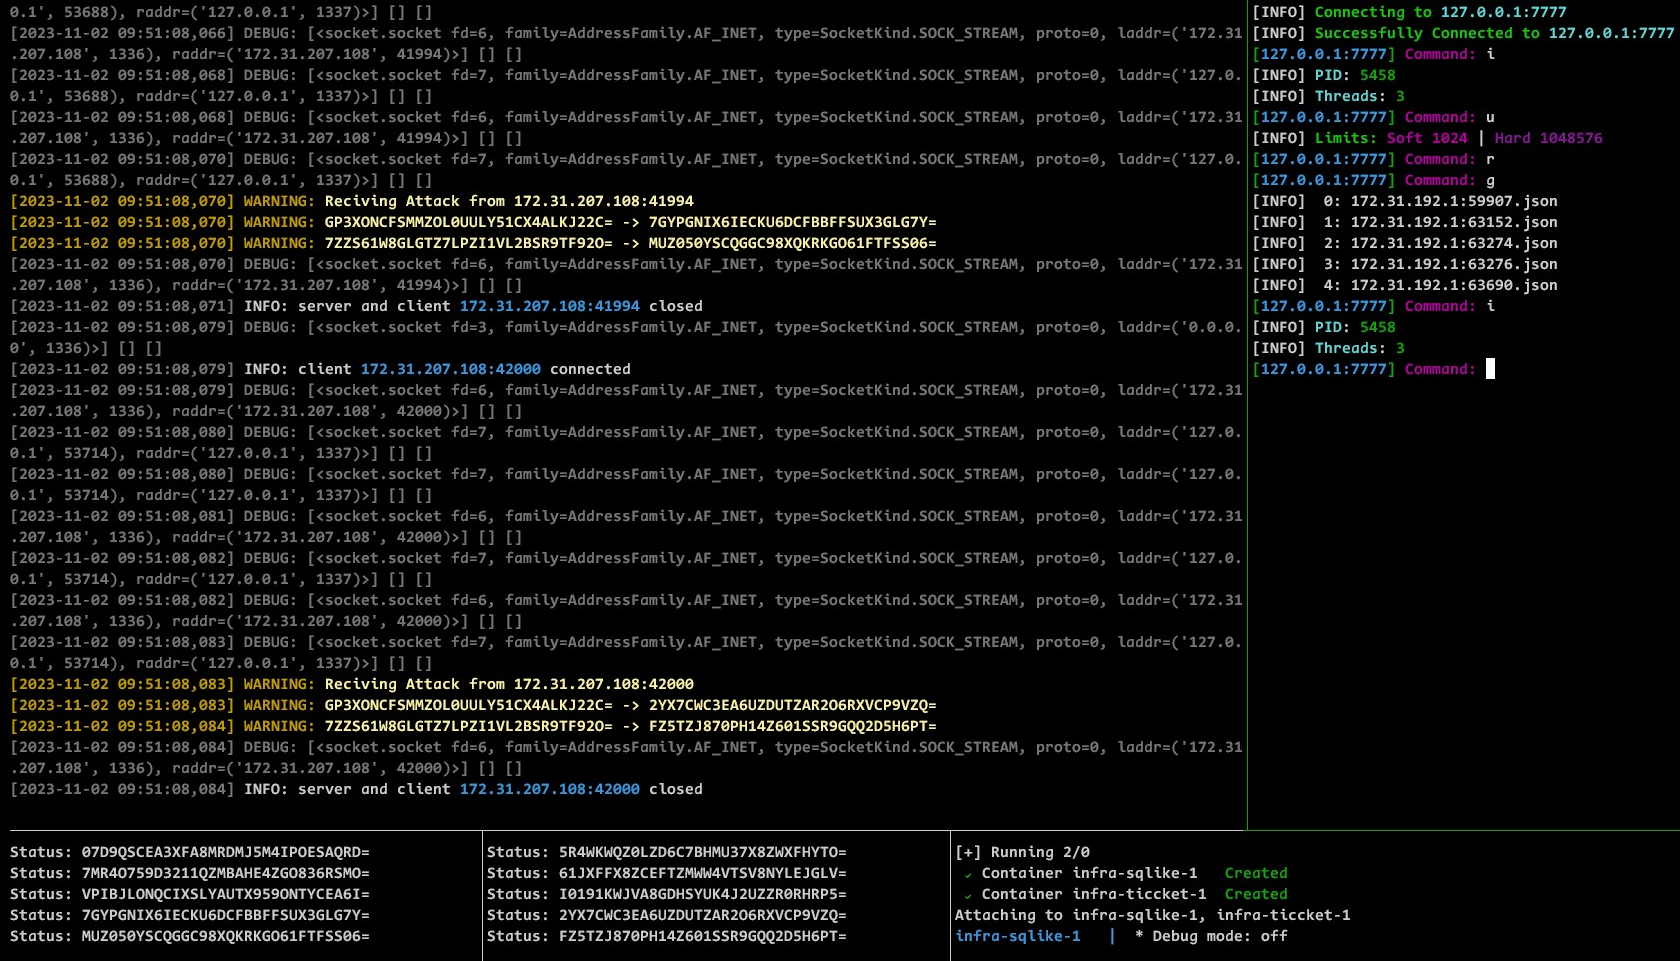 0.1', 53688), raddr=('127.0.0.1', 1337)>] [] []
[2023-11-02 09:51:08,066] DEBUG: [<socket.socket fd=6, family=AddressFamily.AF_INET, type=SocketKind.SOCK_STREAM, proto=0, laddr=('172.31
.207.108', 1336), raddr=('172.31.207.108', 41994)>] [] []
[2023-11-02 09:51:08,068] DEBUG: [<socket.socket fd=7, family=AddressFamily.AF_INET, type=SocketKind.SOCK_STREAM, proto=0, laddr=('127.0.
0.1', 53688), raddr=('127.0.0.1', 1337)>] [] []
[2023-11-02 09:51:08,068] DEBUG: [<socket.socket fd=6, family=AddressFamily.AF_INET, type=SocketKind.SOCK_STREAM, proto=0, laddr=('172.31
.207.108', 1336), raddr=('172.31.207.108', 41994)>] [] []
[2023-11-02 09:51:08,070] DEBUG: [<socket.socket fd=7, family=AddressFamily.AF_INET, type=SocketKind.SOCK_STREAM, proto=0, laddr=('127.0.
0.1', 53688), raddr=('127.0.0.1', 1337)>] [] []
[2023-11-02 09:51:08,070] WARNING: Reciving Attack from 172.31.207.108:41994
[2023-11-02 09:51:08,070] WARNING: GP3XONCFSMMZOL0UULY51CX4ALKJ22C= -> 7GYPGNIX6IECKU6DCFBBFFSUX3GLG7Y=
[2023-11-02 09:51:08,070] WARNING: 7ZZS61W8GLGTZ7LPZI1VL2BSR9TF92O= -> MUZ050YSCQGGC98XQKRKGO61FTFSS06=
[2023-11-02 09:51:08,070] DEBUG: [<socket.socket fd=6, family=AddressFamily.AF_INET, type=SocketKind.SOCK_STREAM, proto=0, laddr=('172.31
.207.108', 1336), raddr=('172.31.207.108', 41994)>] [] []
[2023-11-02 09:51:08,071] INFO: server and client 172.31.207.108:41994 closed
[2023-11-02 09:51:08,079] DEBUG: [<socket.socket fd=3, family=AddressFamily.AF_INET, type=SocketKind.SOCK_STREAM, proto=0, laddr=('0.0.0.
0', 1336)>] [] []
[2023-11-02 09:51:08,079] INFO: client 172.31.207.108:42000 connected
[2023-11-02 09:51:08,079] DEBUG: [<socket.socket fd=6, family=AddressFamily.AF_INET, type=SocketKind.SOCK_STREAM, proto=0, laddr=('172.31
.207.108', 1336), raddr=('172.31.207.108', 42000)>] [] []
[2023-11-02 09:51:08,080] DEBUG: [<socket.socket fd=7, family=AddressFamily.AF_INET, type=SocketKind.SOCK_STREAM, proto=0, laddr=('127.0.
0.1', 53714), raddr=('127.0.0.1', 1337)>] [] []
[2023-11-02 09:51:08,080] DEBUG: [<socket.socket fd=7, family=AddressFamily.AF_INET, type=SocketKind.SOCK_STREAM, proto=0, laddr=('127.0.
0.1', 53714), raddr=('127.0.0.1', 1337)>] [] []
[2023-11-02 09:51:08,081] DEBUG: [<socket.socket fd=6, family=AddressFamily.AF_INET, type=SocketKind.SOCK_STREAM, proto=0, laddr=('172.31
.207.108', 1336), raddr=('172.31.207.108', 42000)>] [] []
[2023-11-02 09:51:08,082] DEBUG: [<socket.socket fd=7, family=AddressFamily.AF_INET, type=SocketKind.SOCK_STREAM, proto=0, laddr=('127.0.
0.1', 53714), raddr=('127.0.0.1', 1337)>] [] []
[2023-11-02 09:51:08,082] DEBUG: [<socket.socket fd=6, family=AddressFamily.AF_INET, type=SocketKind.SOCK_STREAM, proto=0, laddr=('172.31
.207.108', 1336), raddr=('172.31.207.108', 42000)>] [] []
[2023-11-02 09:51:08,083] DEBUG: [<socket.socket fd=7, family=AddressFamily.AF_INET, type=SocketKind.SOCK_STREAM, proto=0, laddr=('127.0.
0.1', 53714), raddr=('127.0.0.1', 1337)>] [] []
[2023-11-02 09:51:08,083] WARNING: Reciving Attack from 172.31.207.108:42000
[2023-11-02 09:51:08,083] WARNING: GP3XONCFSMMZOL0UULY51CX4ALKJ22C= -> 2YX7CWC3EA6UZDUTZAR2O6RXVCP9VZQ=
[2023-11-02 09:51:08,084] WARNING: 7ZZS61W8GLGTZ7LPZI1VL2BSR9TF92O= -> FZ5TZJ870PH14Z601SSR9GQQ2D5H6PT=
[2023-11-02 09:51:08,084] DEBUG: [<socket.socket fd=6, family=AddressFamily.AF_INET, type=SocketKind.SOCK_STREAM, proto=0, laddr=('172.31
.207.108', 1336), raddr=('172.31.207.108', 42000)>] [] []
[2023-11-02 09:51:08,084] INFO: server and client 172.31.207.108:42000 closed
[INFO] Connecting to 127.0.0.1:7777
[INFO] Successfully Connected to 127.0.0.1:7777
[127.0.0.1:7777] Command: i
[INFO] PID: 5458
[INFO] Threads: 3
[127.0.0.1:7777] Command: u
[INFO] Limits: Soft 1024 | Hard 1048576
[127.0.0.1:7777] Command: r
[127.0.0.1:7777] Command: g
[INFO]  0: 172.31.192.1:59907.json
[INFO]  1: 172.31.192.1:63152.json
[INFO]  2: 172.31.192.1:63274.json
[INFO]  3: 172.31.192.1:63276.json
[INFO]  4: 172.31.192.1:63690.json
[127.0.0.1:7777] Command: i
[INFO] PID: 5458
[INFO] Threads: 3
[127.0.0.1:7777] Command:
Status: 07D9QSCEA3XFA8MRDMJ5M4IPOESAQRD=
Status: 7MR4O759D3211QZMBAHE4ZGO836RSMO=
Status: VPIBJLONQCIXSLYAUTX959ONTYCEA6I=
Status: 7GYPGNIX6IECKU6DCFBBFFSUX3GLG7Y=
Status: MUZ050YSCQGGC98XQKRKGO61FTFSS06=
Status: 5R4WKWQZ0LZD6C7BHMU37X8ZWXFHYTO=
Status: 61JXFFX8ZCEFTZMWW4VTSV8NYLEJGLV=
Status: I0191KWJVA8GDHSYUK4J2UZZR0RHRP5=
Status: 2YX7CWC3EA6UZDUTZAR2O6RXVCP9VZQ=
Status: FZ5TZJ870PH14Z601SSR9GQQ2D5H6PT=
[+] Running 2/0
✓ Container infra-sqlike-1   Created
✓ Container infra-ticcket-1  Created
Attaching to infra-sqlike-1, infra-ticcket-1
infra-sqlike-1   |  * Debug mode: off